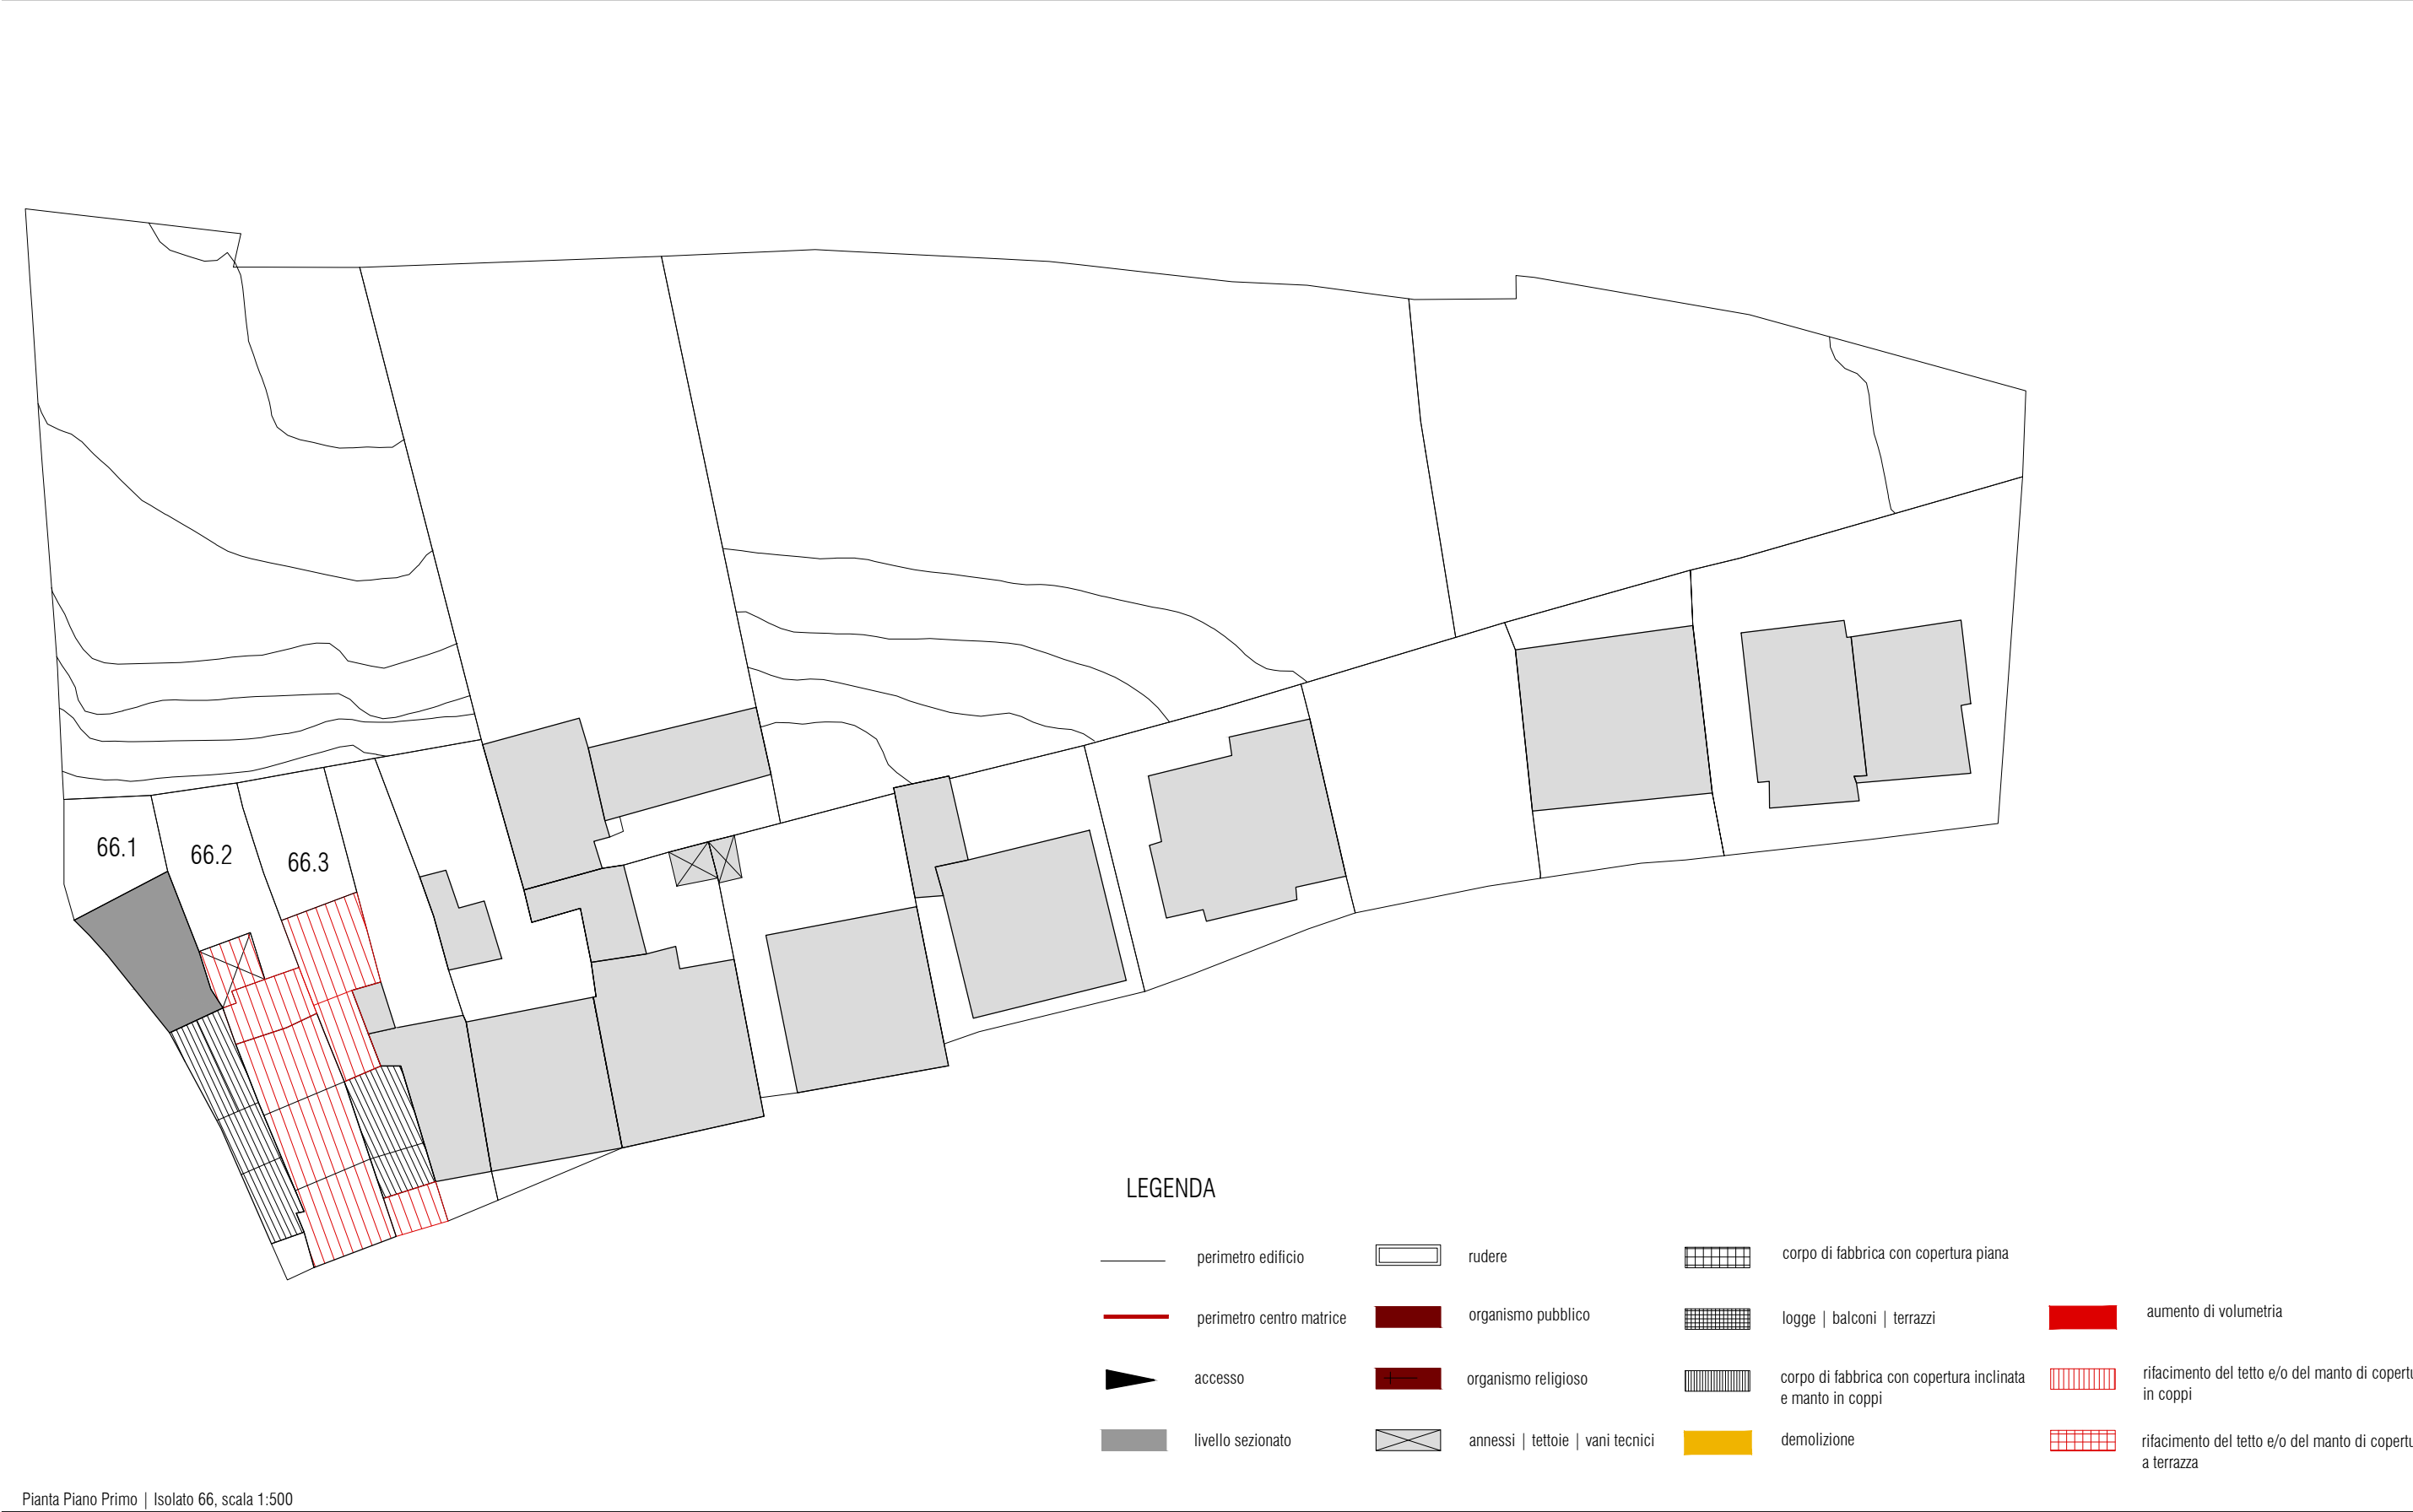 66.1
66.2
66.3
LEGENDA
perimetro edificio
rudere
corpo di fabbrica con copertura piana
perimetro centro matrice
organismo pubblico
logge | balconi | terrazzi
aumento di volumetria
accesso
organismo religioso
corpo di fabbrica con copertura inclinata
e manto in coppi
rifacimento del tetto e/o del manto di copertu
in coppi
livello sezionato
annessi | tettoie | vani tecnici
demolizione
rifacimento del tetto e/o del manto di copertu
a terrazza
Pianta Piano Primo | Isolato 66, scala 1:500